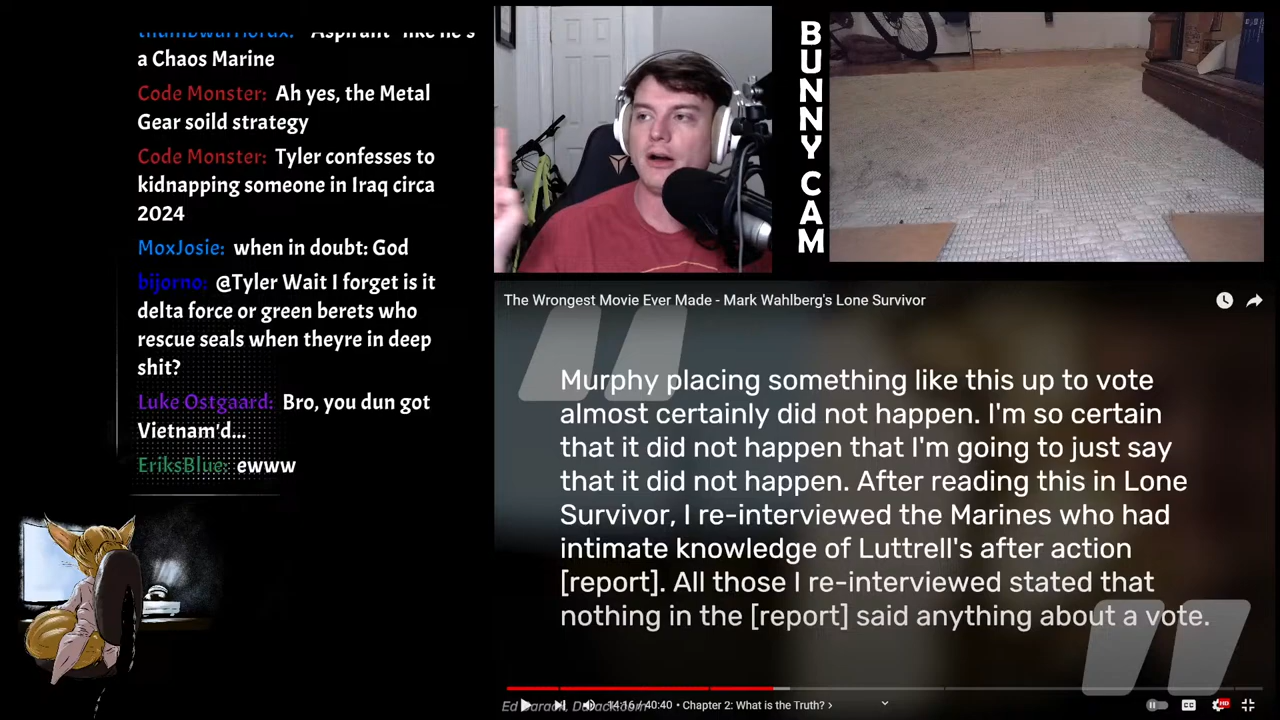 thumbwarriordx: "Aspirant" like he's
a Chaos Marine
Code Monster: Ah yes, the Metal
Gear soild strategy
Code Monster: Tyler confesses to
kidnapping someone in Iraq circa
2024
MoxJosie: when in doubt: God
bijorno: @Tyler Wait I forget is it
delta force or green berets who
rescue seals when theyre in deep
shit?
Luke Ostgaard: Bro, you dun got
Vietnam'd...
EriksBlue: ewww
BUNNY CAM
The Wrongest Movie Ever Made - Mark Wahlberg's Lone Survivor
Murphy placing something like this up to vote
almost certainly did not happen. I'm so certain
that it did not happen that I'm going to just say
that it did not happen. After reading this in Lone
Survivor, I re-interviewed the Marines who had
intimate knowledge of Luttrell's after action
[report]. All those I re-interviewed stated that
nothing in the [report] said anything about a vote.
14:16 / 40:40 • Chapter 2: What is the Truth? ›
CC
HD